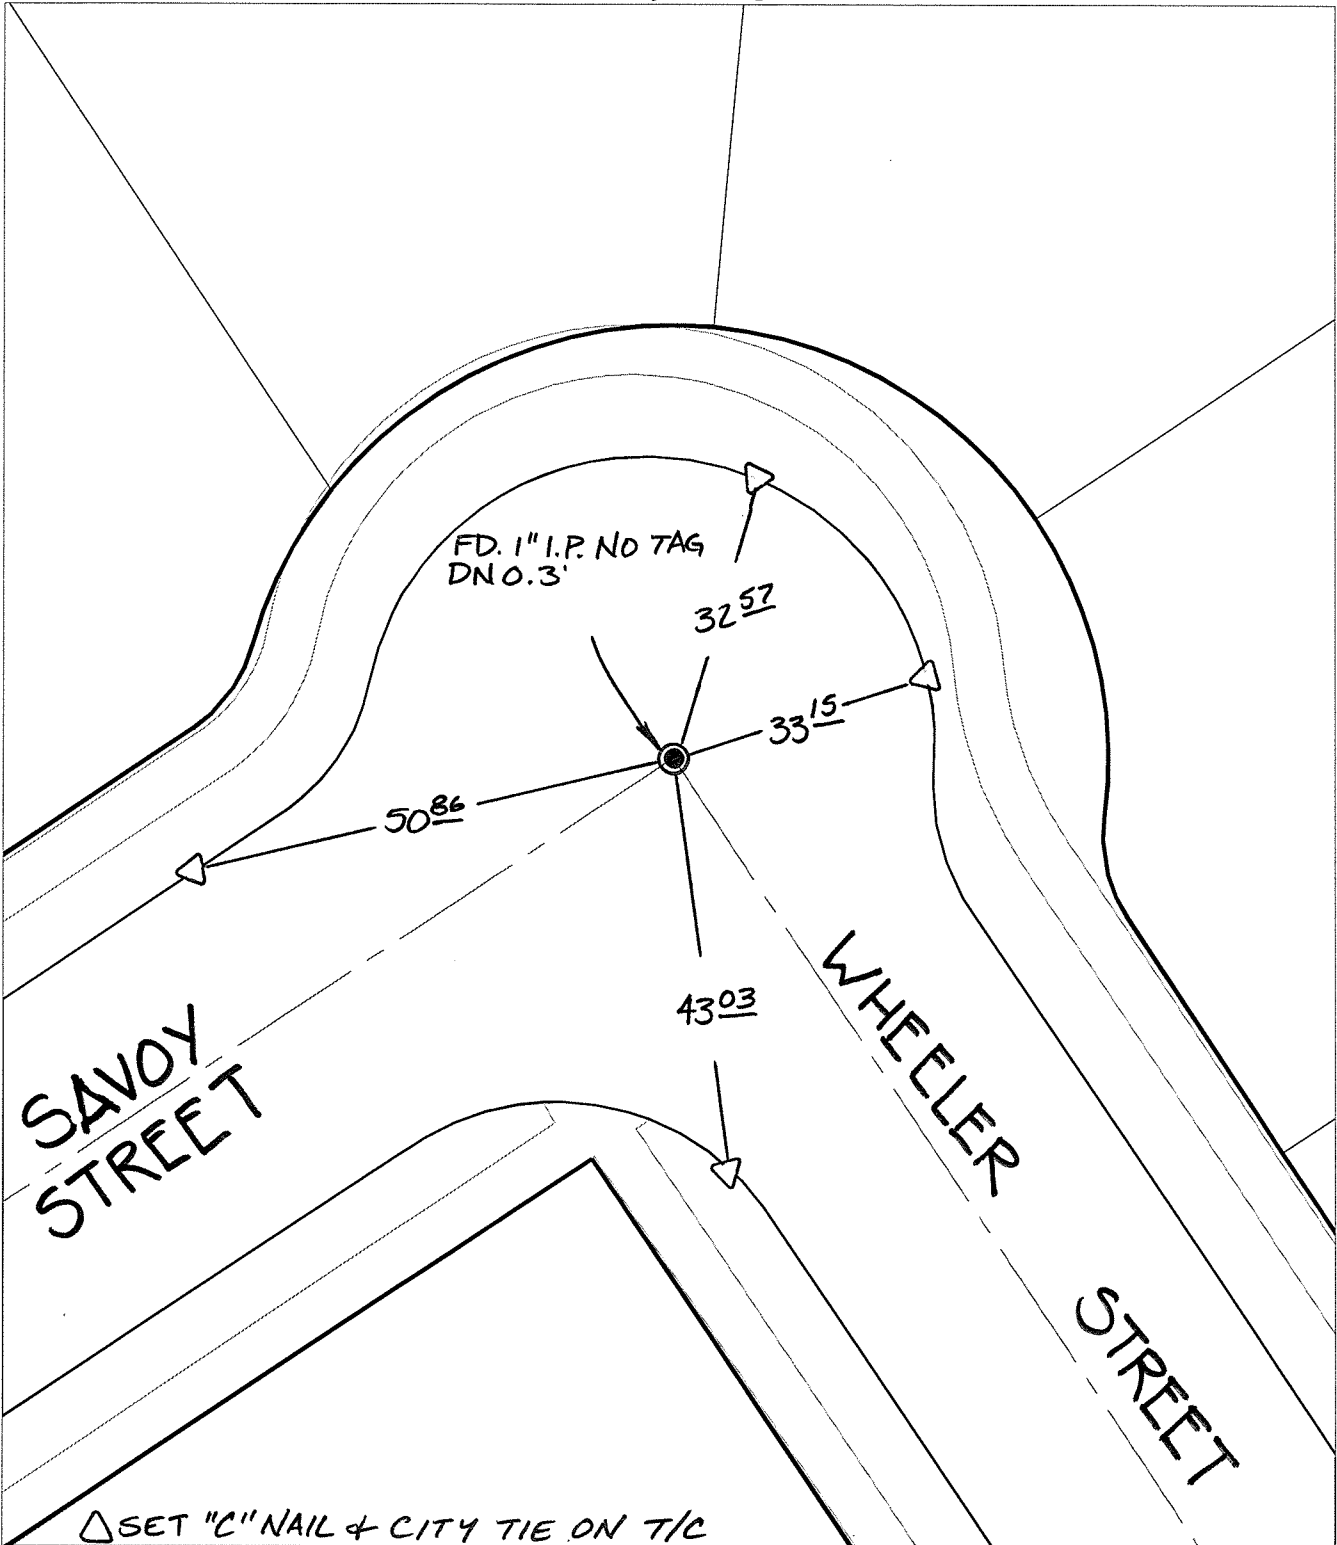 FD. 1" I.P. NO TAG
DN 0.3'
32 57
33 15
50 86
43 03
WHEELER
STREET
SAVOY
STREET
△ SET "C" NAIL & CITY TIE ON T/C